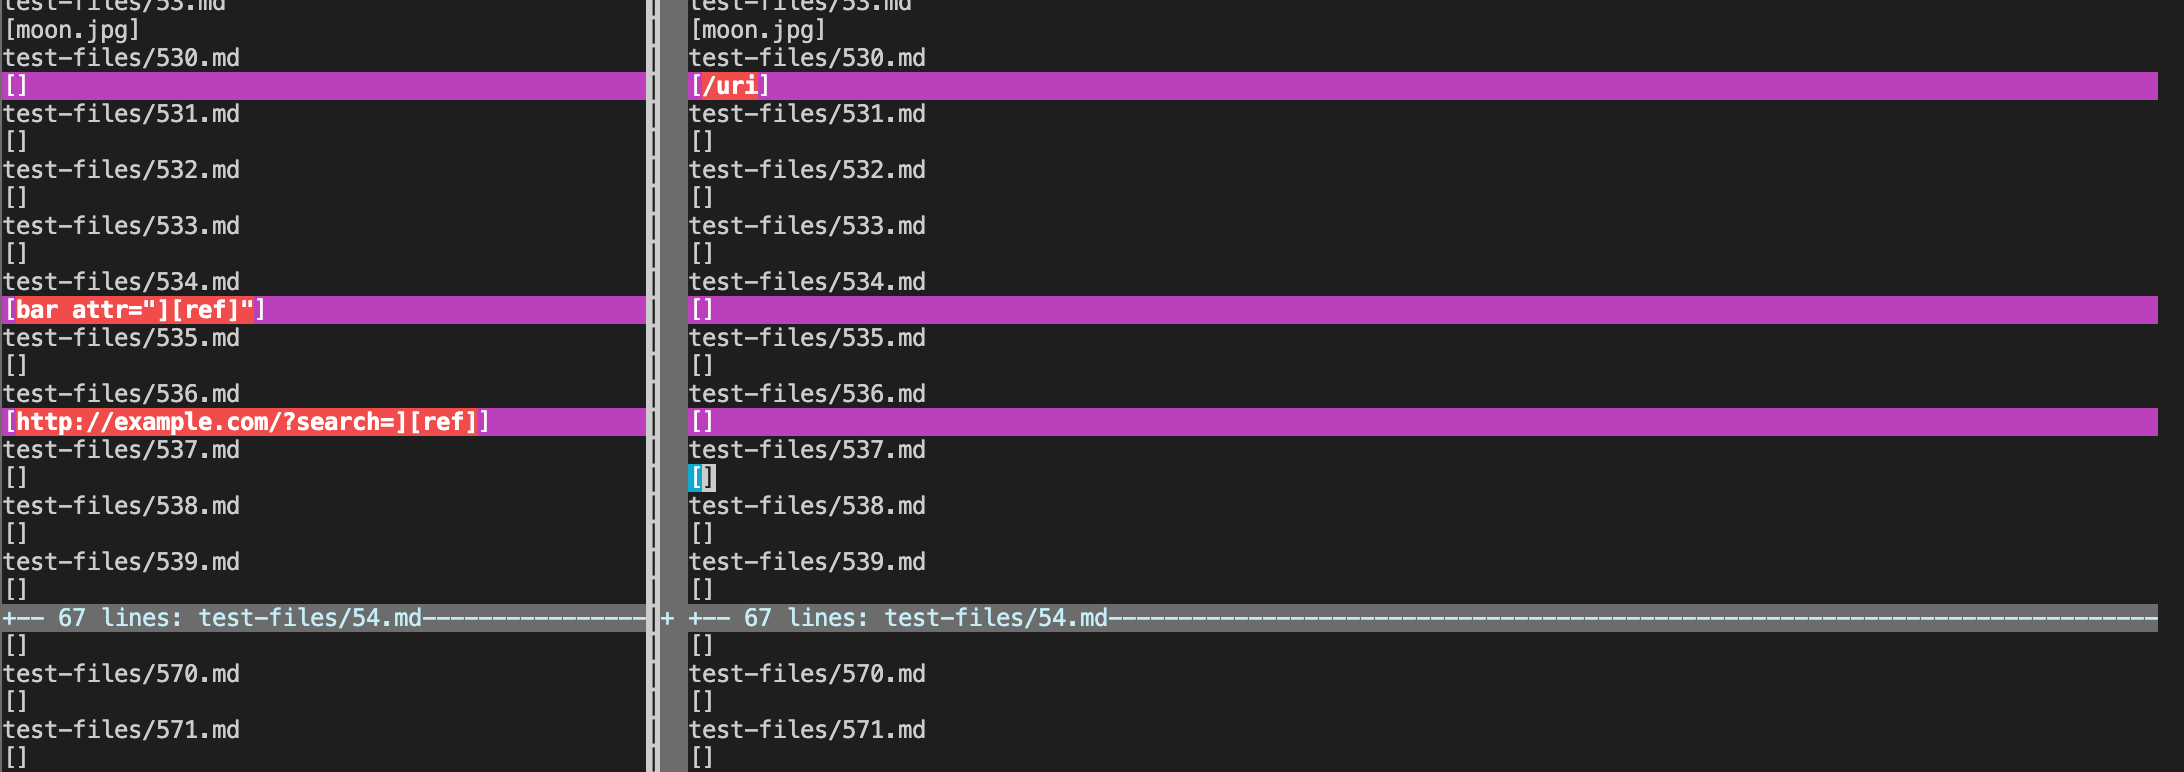 test-files/53.md
[moon.jpg]
test-files/530.md
[]
test-files/531.md
[]
test-files/532.md
[]
test-files/533.md
[]
test-files/534.md
[bar attr="][ref]"]
test-files/535.md
[]
test-files/536.md
[http://example.com/?search=][ref]]
test-files/537.md
[]
test-files/538.md
[]
test-files/539.md
[]
+-- 67 lines: test-files/54.md----------------
[]
test-files/570.md
[]
test-files/571.md
[]
test-files/53.md
[moon.jpg]
test-files/530.md
[/uri]
test-files/531.md
[]
test-files/532.md
[]
test-files/533.md
[]
test-files/534.md
[]
test-files/535.md
[]
test-files/536.md
[]
test-files/537.md
[]
test-files/538.md
[]
test-files/539.md
[]
+ +-- 67 lines: test-files/54.md-----------------------------------------------------------------------------
[]
test-files/570.md
[]
test-files/571.md
[]